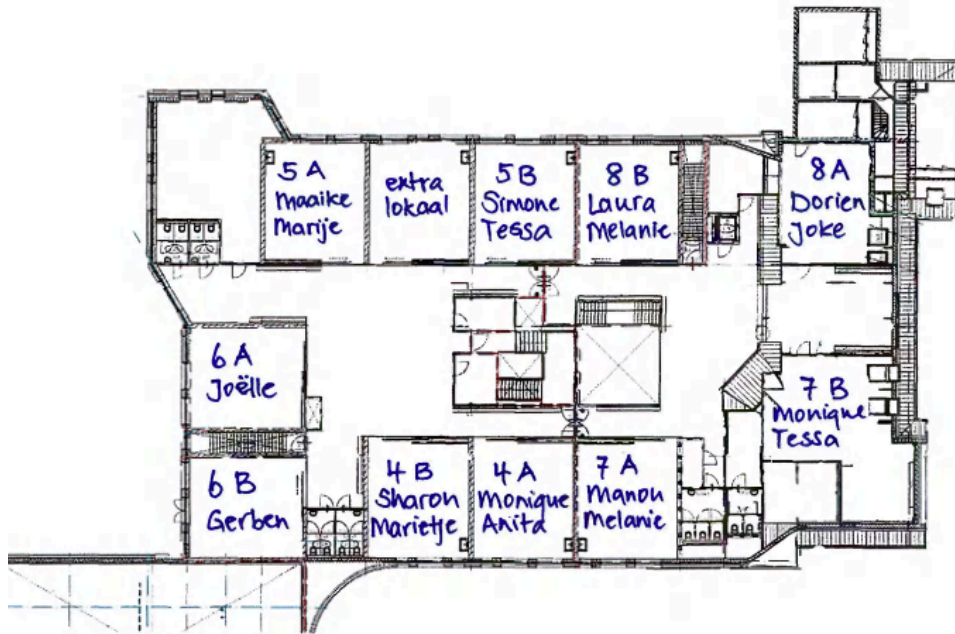 5 A
Maaike
Marije
extra
lokaal
5 B
Simone
Tessa
8 B
Laura
Melanie
8 A
Dorien
Joke
6 A
Joëlle
7 B
Monique
Tessa
6 B
Gerben
4 B
Sharon
Marietje
4 A
Monique
Anita
7 A
Manou
Melanie